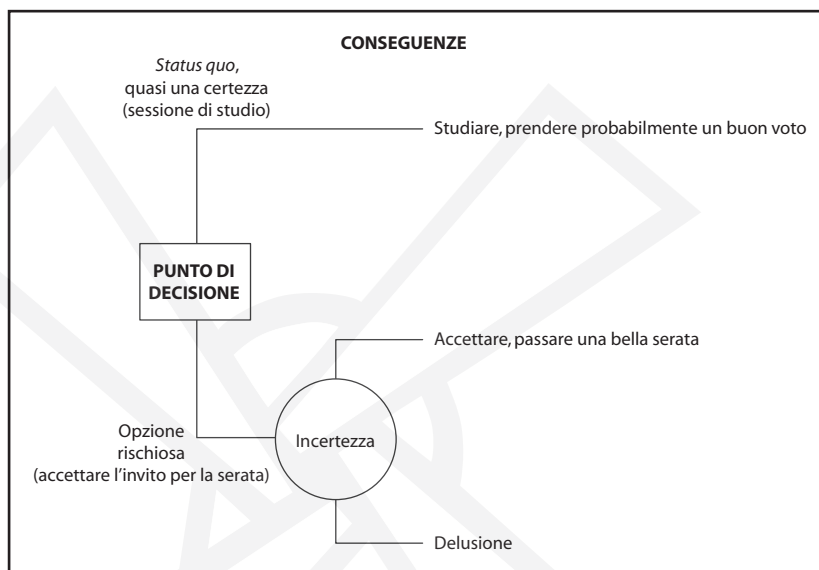 CONSEGUENZE
Status quo,
quasi una certezza
(sessione di studio)
Studiare, prendere probabilmente un buon voto
PUNTO DI
DECISIONE
Accettare, passare una bella serata
Opzione
rischiosa
(accettare l’invito per la serata)
Incertezza
Delusione